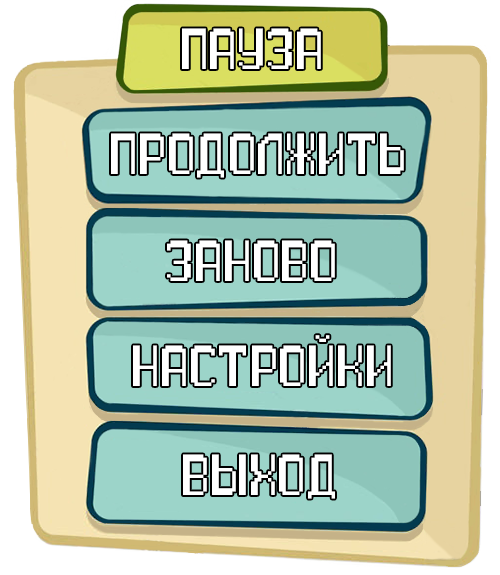 ПАУЗА
ПРОДОЛЖИТЬ
ЗАНОВО
НАСТРОЙКИ
ВЫХОД